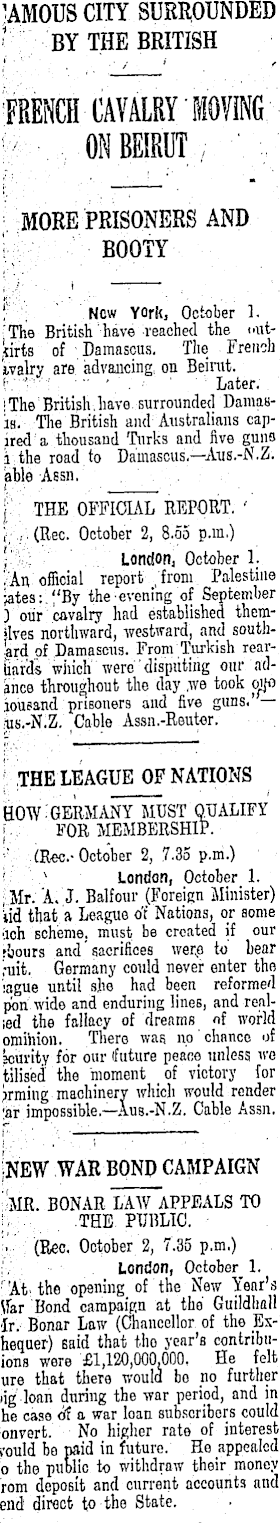 'AMOUS CITY SURROUNDED
BY THE BRITISH
FRENCH CAVALRY MOVING
ON BEIRUT
MORE PRISONERS AND
BOOTY
New York, October 1.
The British have reached the out-
kirts of Damascus. The French
avalry are advancing on Beirut.
Later.
The British have surrounded Damas-
is. The British and Australians cap-
ired a thousand Turks and five guns
1 the road to Damascus.—Aus.-N.Z.
able Assn.
THE OFFICIAL REPORT.
(Rec. October 2, 8.55 p.m.)
London, October 1.
An official report from Palestine
ates: "By the evening of September
) our cavalry had established them-
ilves northward, westward, and south-
ard of Damascus. From Turkish rear-
uards which were disputing our ad-
ance throughout the day we took one
iousand prisoners and five guns."—
us.-N.Z. Cable Assn.-Reuter.
THE LEAGUE OF NATIONS
HOW GERMANY MUST QUALIFY
FOR MEMBERSHIP.
(Rec. October 2, 7.35 p.m.)
London, October 1.
Mr. A. J. Balfour (Foreign Minister)
aid that a League of Nations, or some
ich scheme, must be created if our
bours and sacrifices were to bear
uit. Germany could never enter the
ague until she had been reformed
pon wide and enduring lines, and real-
ed the fallacy of dreams of world
ominion. There was no chance of
ecurity for our future peace unless we
tilised the moment of victory for
orming machinery which would render
ar impossible.—Aus.-N.Z. Cable Assn.
NEW WAR BOND CAMPAIGN
MR. BONAR LAW APPEALS TO
THE PUBLIC.
(Rec. October 2, 7.35 p.m.)
London, October 1.
At the opening of the New Year's
War Bond campaign at the Guildhall
Mr. Bonar Law (Chancellor of the Ex-
hequer) said that the year's contribu-
ions were £1,120,000,000. He felt
ure that there would be no further
ig loan during the war period, and in
he case of a war loan subscribers could
onvert. No higher rate of interest
vould be paid in future. He appealed
o the public to withdraw their money
rom deposit and current accounts and
end direct to the State.